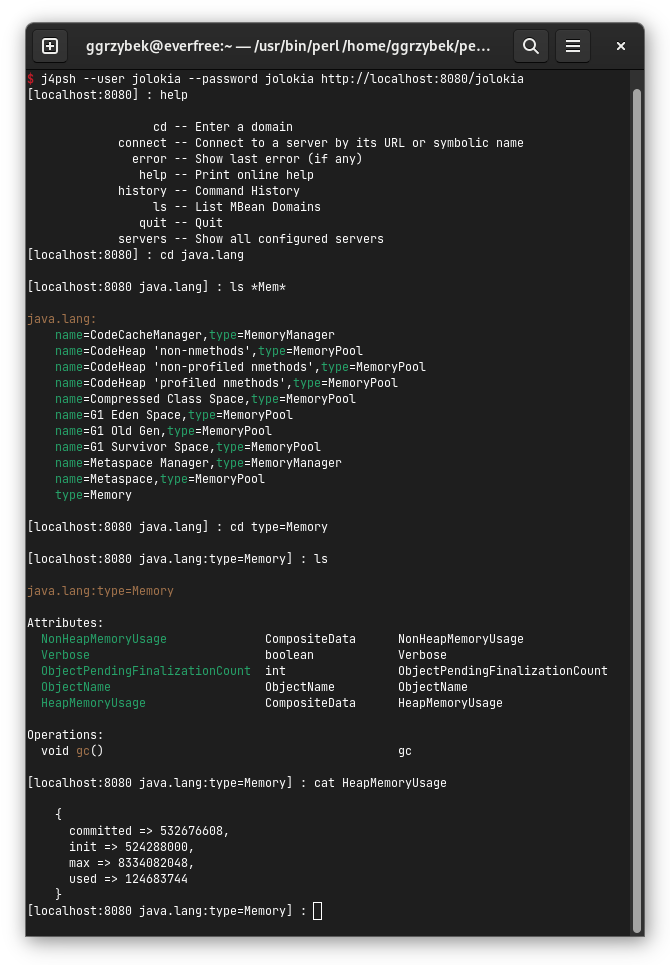 ggrzybek@everfree:~ — /usr/bin/perl /home/ggrzybek/pe…
$ j4psh --user jolokia --password jolokia http://localhost:8080/jolokia
[localhost:8080] : help
cd -- Enter a domain
connect -- Connect to a server by its URL or symbolic name
error -- Show last error (if any)
help -- Print online help
history -- Command History
ls -- List MBean Domains
quit -- Quit
servers -- Show all configured servers
[localhost:8080] : cd java.lang
[localhost:8080 java.lang] : ls *Mem*
java.lang:
name=CodeCacheManager,type=MemoryManager
name=CodeHeap 'non-nmethods',type=MemoryPool
name=CodeHeap 'non-profiled nmethods',type=MemoryPool
name=CodeHeap 'profiled nmethods',type=MemoryPool
name=Compressed Class Space,type=MemoryPool
name=G1 Eden Space,type=MemoryPool
name=G1 Old Gen,type=MemoryPool
name=G1 Survivor Space,type=MemoryPool
name=Metaspace Manager,type=MemoryManager
name=Metaspace,type=MemoryPool
type=Memory
[localhost:8080 java.lang] : cd type=Memory
[localhost:8080 java.lang:type=Memory] : ls
java.lang:type=Memory
Attributes:
NonHeapMemoryUsage CompositeData NonHeapMemoryUsage
Verbose boolean Verbose
ObjectPendingFinalizationCount int ObjectPendingFinalizationCount
ObjectName ObjectName ObjectName
HeapMemoryUsage CompositeData HeapMemoryUsage
Operations:
void gc() gc
[localhost:8080 java.lang:type=Memory] : cat HeapMemoryUsage
{
committed => 532676608,
init => 524288000,
max => 8334082048,
used => 124683744
}
[localhost:8080 java.lang:type=Memory] :